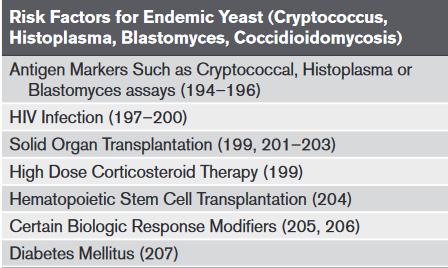 Risk Factors for Endemic Yeast (Cryptococcus,
Histoplasma, Blastomyces, Coccidioidomycosis)
Antigen Markers Such as Cryptococcal, Histoplasma or
Blastomyces assays (194–196)
HIV Infection (197–200)
Solid Organ Transplantation (199, 201–203)
High Dose Corticosteroid Therapy (199)
Hematopoietic Stem Cell Transplantation (204)
Certain Biologic Response Modifiers (205, 206)
Diabetes Mellitus (207)